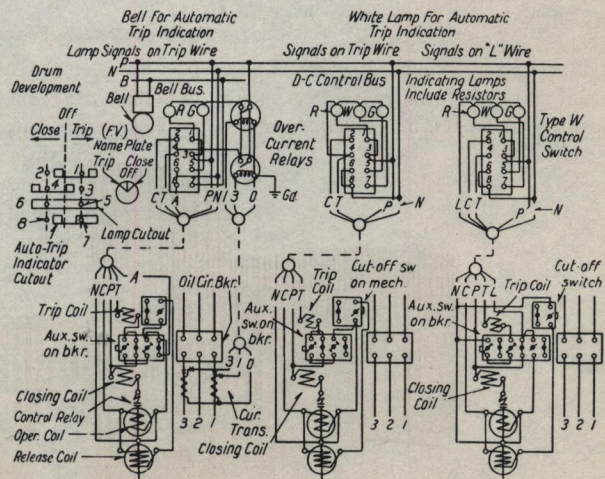 Bell For Automatic
Trip Indication
White Lamp For Automatic
Trip Indication
Lamp Signals on Trip Wire
Signals on Trip Wire
Signals on "L" Wire
P
N
B
Drum
Development
Bell Bus.
Bell
D-C Control Bus
Indicating Lamps
Include Resistors
R G
R W G
R W G
Off
Close
Trip
(FV)
Name Plate
Trip
Close
Off
Over-
Current
Relays
Type W
Control
Switch
2
1
4
3
6
5
8
7
Lamp Cutout
Auto-Trip
Indicator
Cutout
C T A
P N 1 3 0
Gd.
C T
P
N
L C T
P
N
N C P T
A
Oil Cir. Bkr.
N C P T
Trip
Coil
Cut-off sw
on mech.
N C P T L
Trip Coil
Cut-off
switch
Trip Coil
Aux. sw.
on bkr.
Aux.
sw. on
bkr.
Aux. sw.
on bkr.
3 1 0
Closing Coil
Control Relay
Oper. Coil
Release Coil
3 2 1
Cur.
Trans.
Closing Coil
3 2 1
Closing
Coil
3 2 1